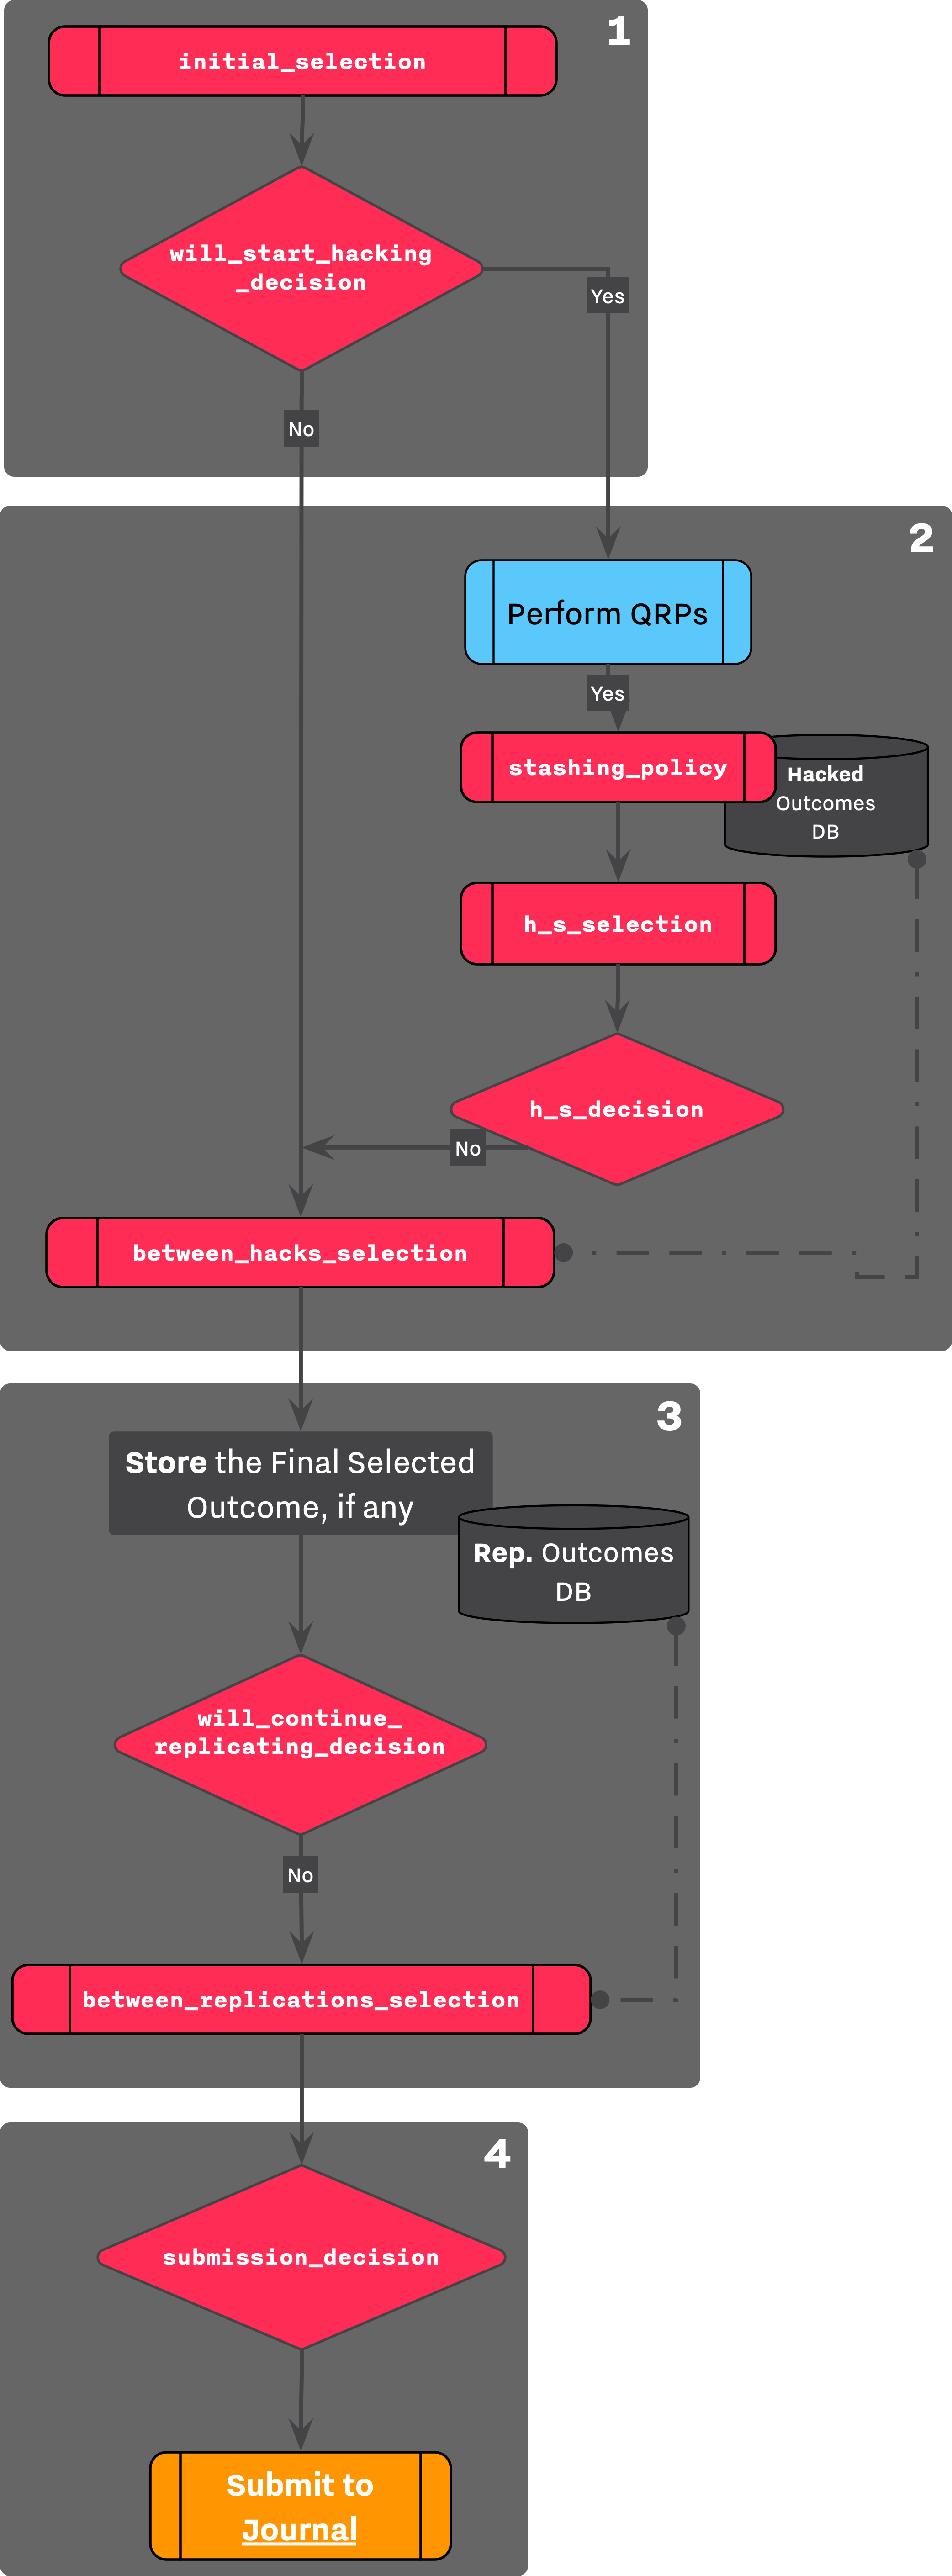 1
initial_selection
will_start_hacking
_decision
Yes
No
2
Perform QRPs
Yes
stashing_policy
Hacked
Outcomes
DB
h_s_selection
h_s_decision
No
between_hacks_selection
3
Store the Final Selected
Outcome, if any
Rep. Outcomes
DB
will_continue_
replicating_decision
No
between_replications_selection
4
submission_decision
Submit to
Journal